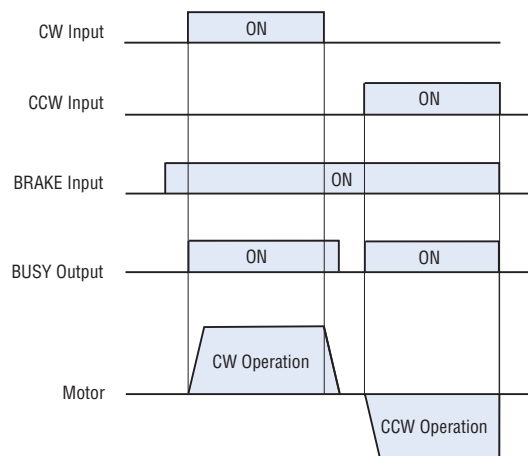 CW Input
ON
CCW Input
ON
BRAKE Input
ON
BUSY Output
ON
ON
Motor
CW Operation
CCW Operation